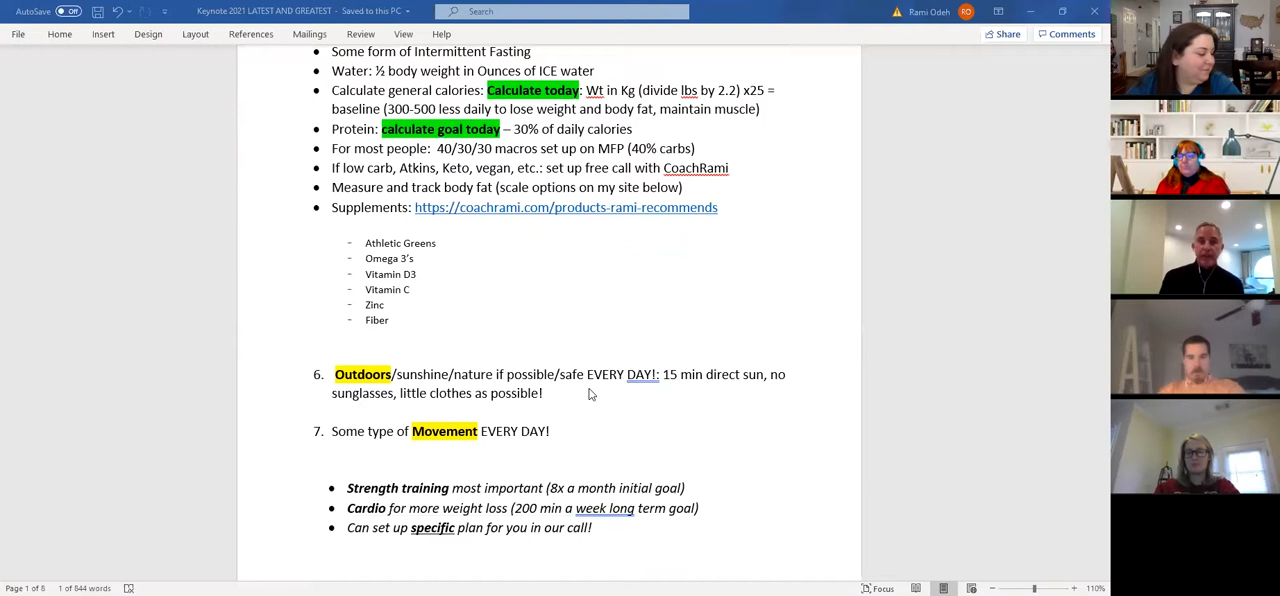 AutoSave Off Keynote 2021 LATEST AND GREATEST - Saved to this PC Search Rami Odeh RO
File Home Insert Design Layout References Mailings Review View Help Share Comments
• Some form of Intermittent Fasting
• Water: ½ body weight in Ounces of ICE water
• Calculate general calories: Calculate today: Wt in Kg (divide lbs by 2.2) x25 =
baseline (300-500 less daily to lose weight and body fat, maintain muscle)
• Protein: calculate goal today – 30% of daily calories
• For most people: 40/30/30 macros set up on MFP (40% carbs)
• If low carb, Atkins, Keto, vegan, etc.: set up free call with CoachRami
• Measure and track body fat (scale options on my site below)
• Supplements: https://coachrami.com/products-rami-recommends
- Athletic Greens
- Omega 3's
- Vitamin D3
- Vitamin C
- Zinc
- Fiber
6. Outdoors/sunshine/nature if possible/safe EVERY DAY!: 15 min direct sun, no
sunglasses, little clothes as possible!
7. Some type of Movement EVERY DAY!
• Strength training most important (8x a month initial goal)
• Cardio for more weight loss (200 min a week long term goal)
• Can set up specific plan for you in our call!
Page 1 of 8 1 of 844 words Focus 110%